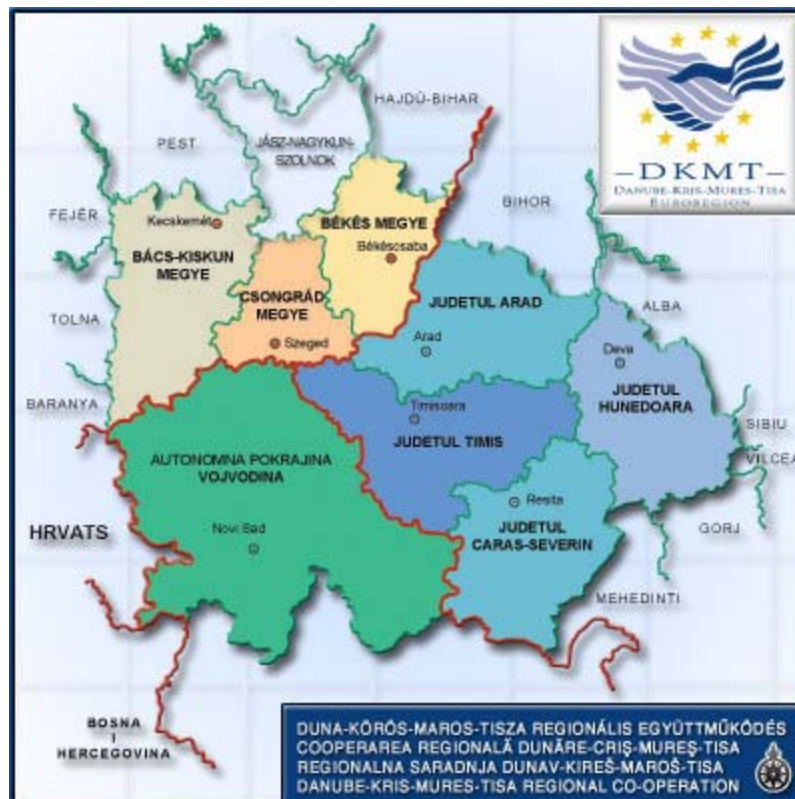 HAJDÚ-BIHAR
PEST
JÁSZ-NAGYKUN-
SZOLNOK
– DKMT –
DANUBE-KRIS-MURES-TISA
EUROREGION
FEJÉR
Kecskemét
BÁCS-KISKUN
MEGYE
BÉKÉS MEGYE
Békéscsaba
BIHOR
CSONGRÁD
MEGYE
Szeged
JUDETUL ARAD
Arad
ALBA
TOLNA
Deva
JUDETUL
HUNEDOARA
BARANYA
Timisoara
JUDETUL TIMIS
SIBIU
VILCEA
AUTONOMNA POKRAJINA
VOJVODINA
Novi Sad
Resita
JUDETUL
CARAS-SEVERIN
GORJ
HRVATS
MEHEDINTI
BOSNA
I
HERCEGOVINA
DUNA-KÖRÖS-MAROS-TISZA REGIONÁLIS EGYÜTTMŰKÖDÉS
COOPERAREA REGIONALĂ DUNĂRE-CRIŞ-MUREŞ-TISA
REGIONALNA SARADNJA DUNAV-KIREŠ-MAROŠ-TISA
DANUBE-KRIS-MURES-TISA REGIONAL CO-OPERATION